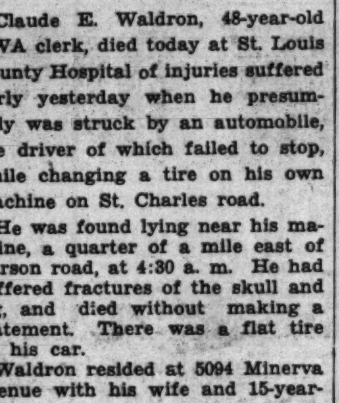 Claude E. Waldron, 48-year-old
WA clerk, died today at St. Louis
ounty Hospital of injuries suffered
rly yesterday when he presum-
ly was struck by an automobile,
e driver of which failed to stop,
ile changing a tire on his own
achine on St. Charles road.
He was found lying near his ma-
ine, a quarter of a mile east of
rson road, at 4:30 a. m. He had
ffered fractures of the skull and
, and died without making a
atement. There was a flat tire
his car.
Waldron resided at 5094 Minerva
enue with his wife and 15-year-